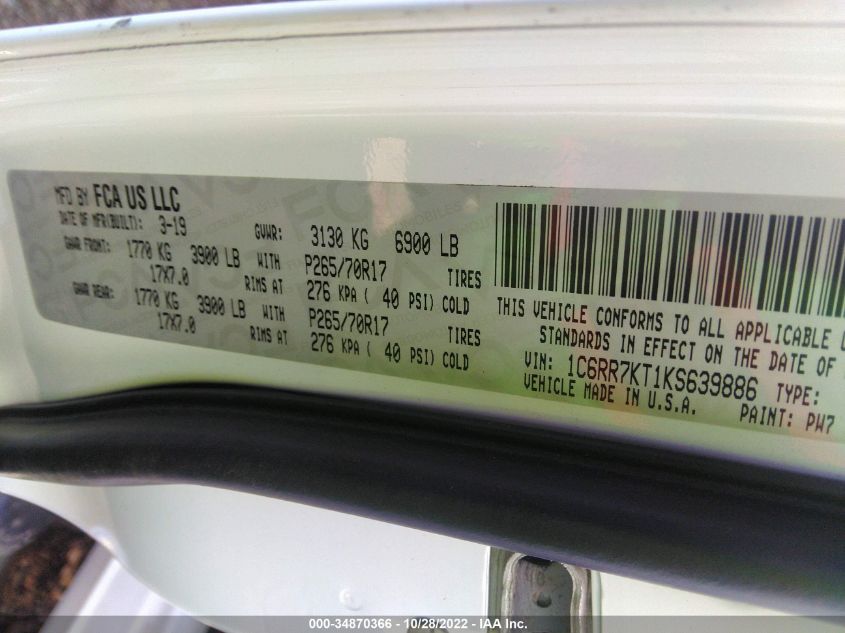 MFD BY FCA US LLC
DATE OF MFR(BUILT): 3-19 GVWR: 3130 KG 6900 LB
GAWR FRONT: 1770 KG 3900 LB WITH P265/70R17 TIRES
17X7.0 RIMS AT 276 KPA ( 40 PSI) COLD
GAWR REAR: 1770 KG 3900 LB WITH P265/70R17 TIRES
17X7.0 RIMS AT 276 KPA ( 40 PSI) COLD
THIS VEHICLE CONFORMS TO ALL APPLICABLE
STANDARDS IN EFFECT ON THE DATE OF
VIN: 1C6RR7KT1KS639886 TYPE:
VEHICLE MADE IN U.S.A. PAINT: PW7
000-34870366 - 10/28/2022 - IAA Inc.